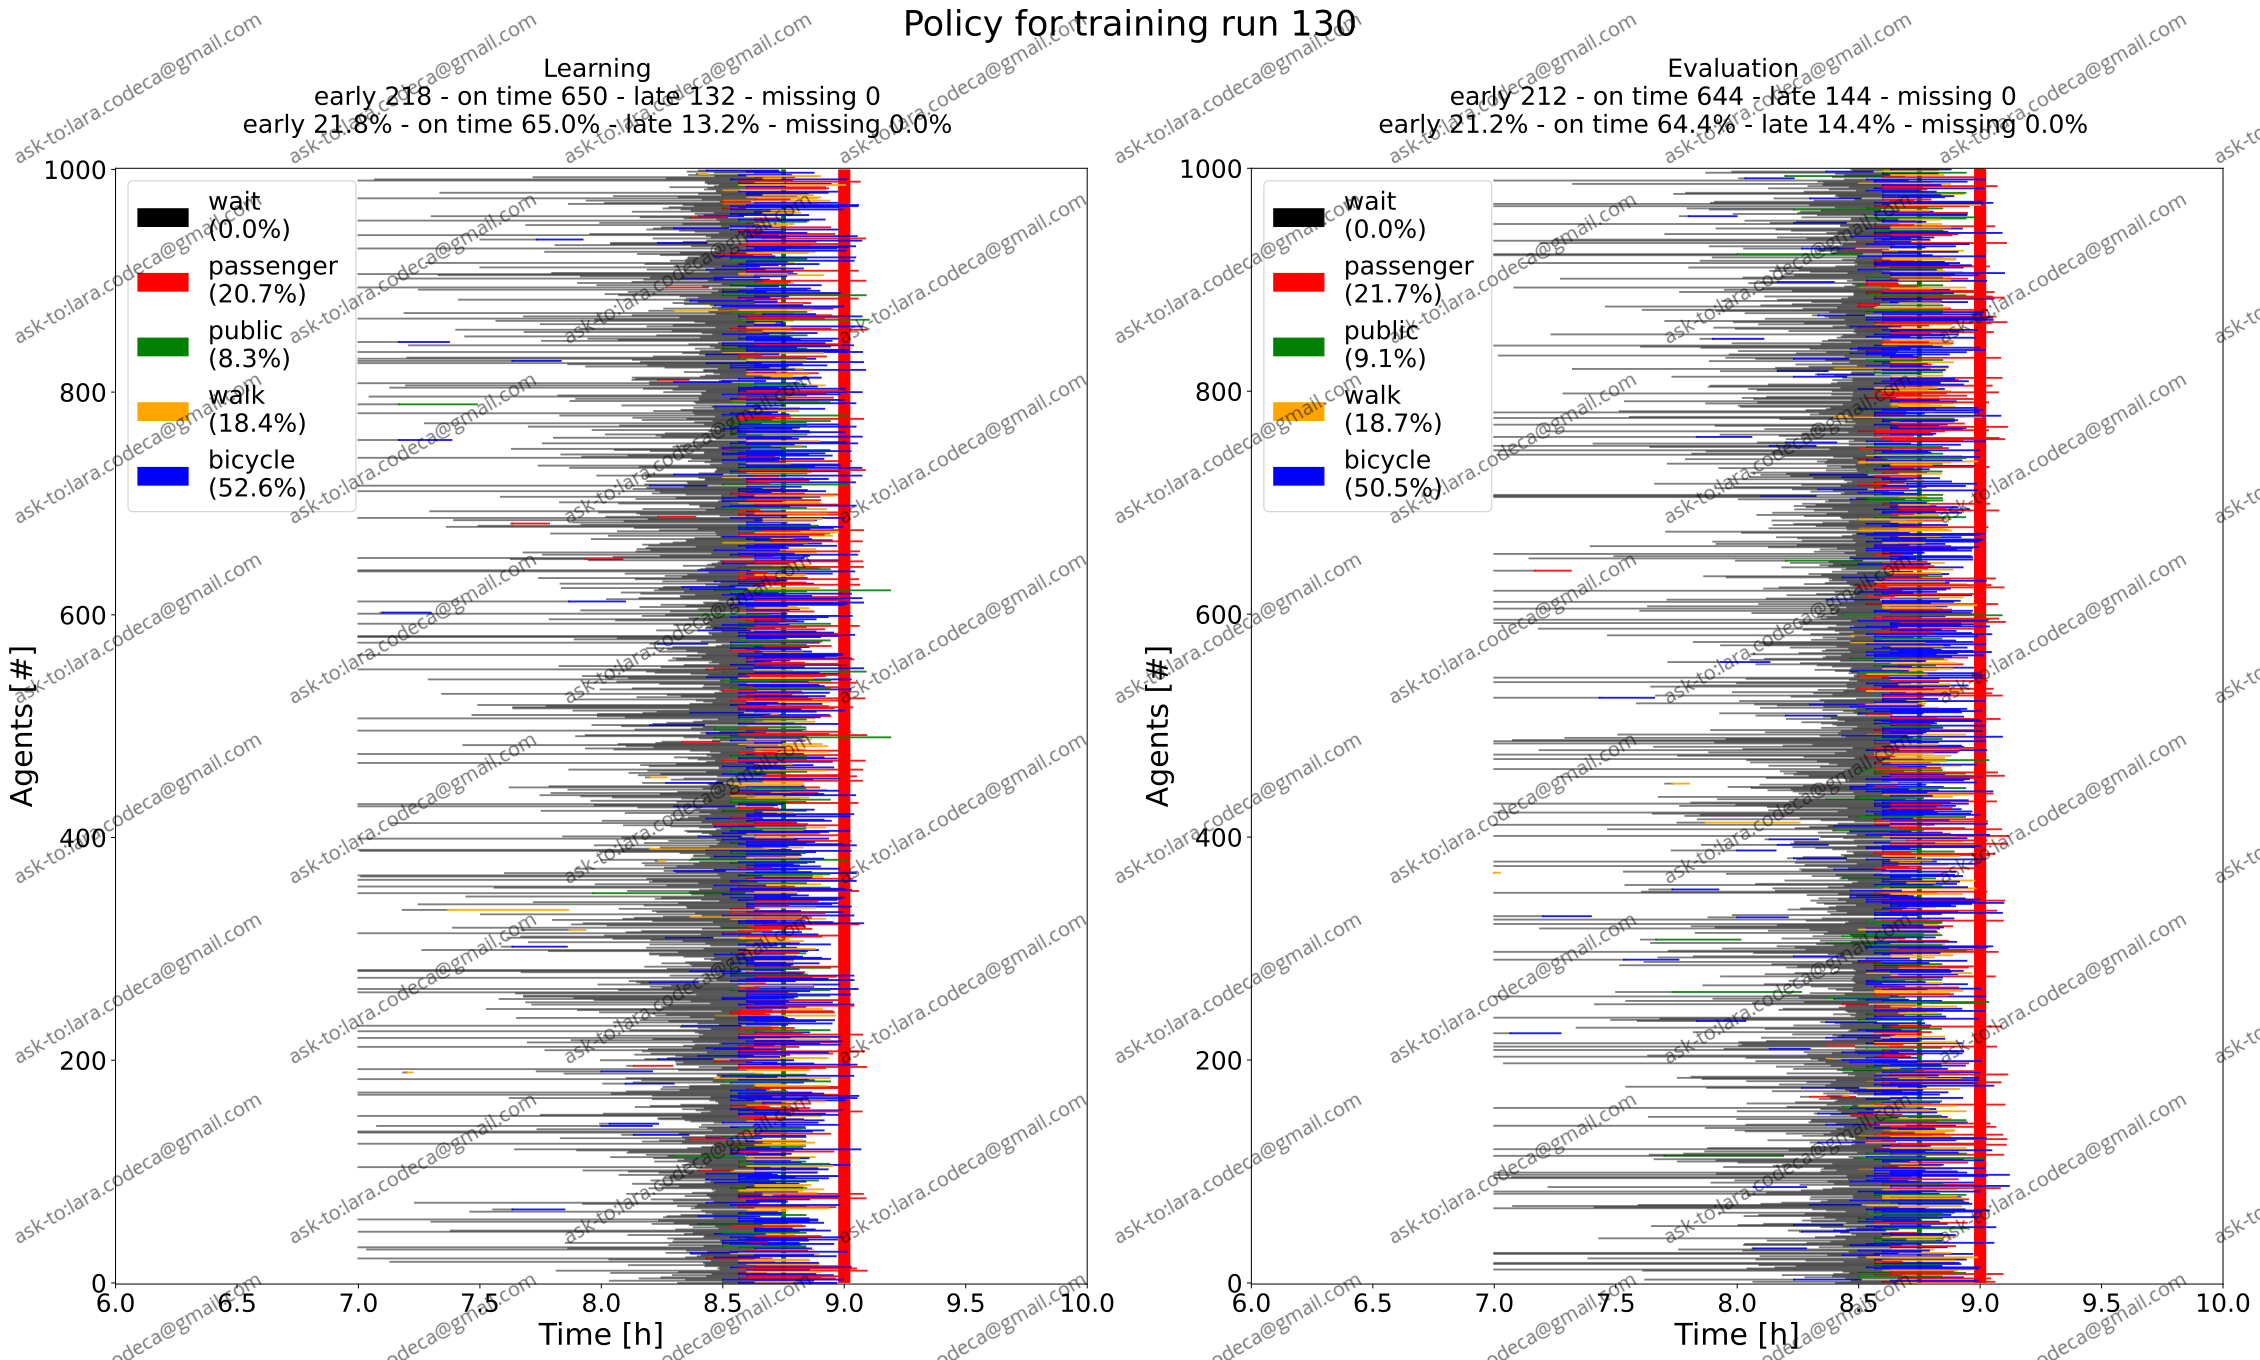 Policy for training run 130
Learning
early 218 - on time 650 - late 132 - missing 0
early 21.8% - on time 65.0% - late 13.2% - missing 0.0%
1000
800
600
400
200
0
Agents [#]
wait
(0.0%)
passenger
(20.7%)
public
(8.3%)
walk
(18.4%)
bicycle
(52.6%)
6.0 6.5 7.0 7.5 8.0 8.5 9.0 9.5 10.0
Time [h]
Evaluation
early 212 - on time 644 - late 144 - missing 0
early 21.2% - on time 64.4% - late 14.4% - missing 0.0%
1000
800
600
400
200
0
Agents [#]
wait
(0.0%)
passenger
(21.7%)
public
(9.1%)
walk
(18.7%)
bicycle
(50.5%)
6.0 6.5 7.0 7.5 8.0 8.5 9.0 9.5 10.0
Time [h]
ask-to:lara.codeca@gmail.com